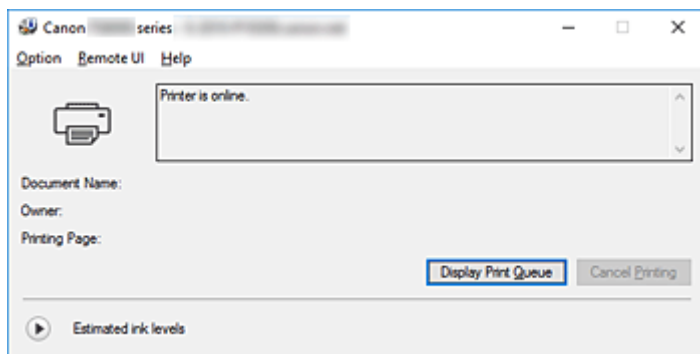 Canon series
Option Remote UI Help
Printer is online.
Document Name:
Owner:
Printing Page:
Display Print Queue Cancel Printing
Estimated ink levels